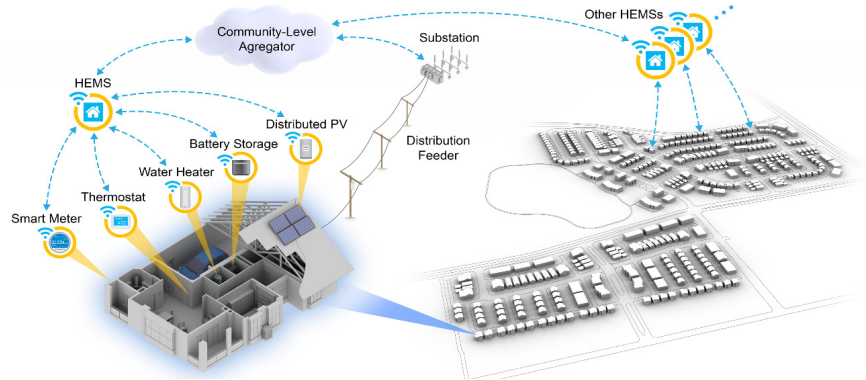 Community-Level
Agregator
Substation
Other HEMSs
HEMS
Distributed PV
Battery Storage
Distribution
Feeder
Water Heater
Thermostat
Smart Meter